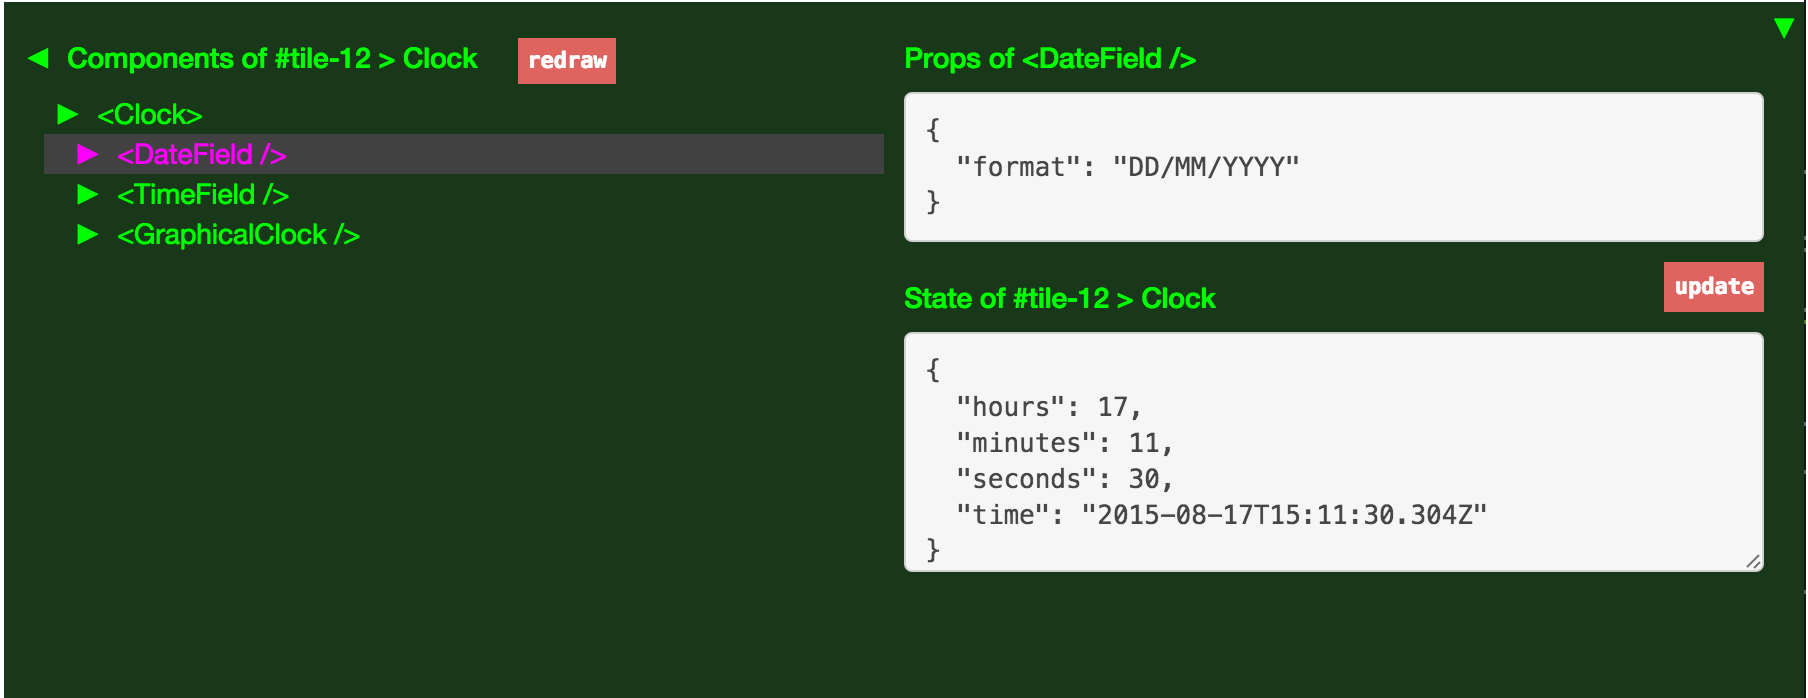 Components of #tile-12 > Clock
redraw
<Clock>
<DateField />
<TimeField />
<GraphicalClock />
Props of <DateField />
{
"format": "DD/MM/YYYY"
}
State of #tile-12 > Clock
update
{
"hours": 17,
"minutes": 11,
"seconds": 30,
"time": "2015-08-17T15:11:30.304Z"
}